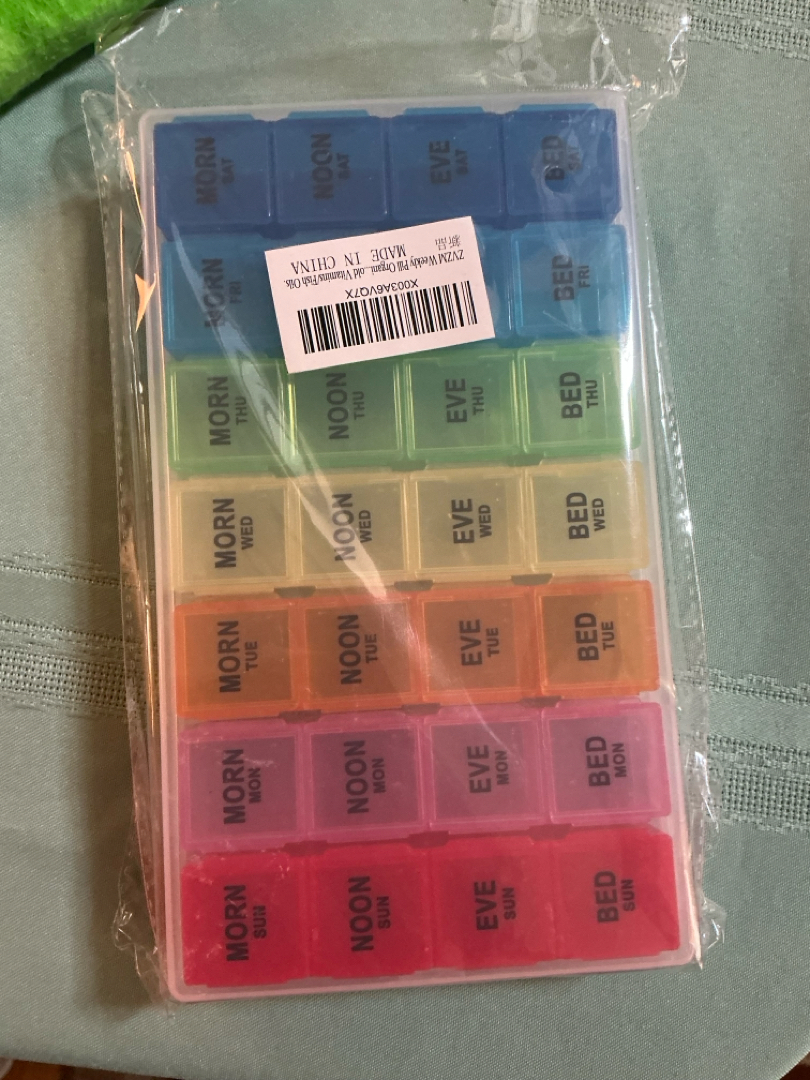 MORN
SAT
NOON
SAT
EVE
SAT
BED
SAT
MORN
FRI
BED
FRI
X003A6VQ7X
ZVZM Weekly Pill Organi...old Vitamins/Fish Oils.
新品
MADE IN CHINA
MORN
THU
NOON
THU
EVE
THU
BED
THU
MORN
WED
NOON
WED
EVE
WED
BED
WED
MORN
TUE
NOON
TUE
EVE
TUE
BED
TUE
MORN
MON
NOON
MON
EVE
MON
BED
MON
MORN
SUN
NOON
SUN
EVE
SUN
BED
SUN